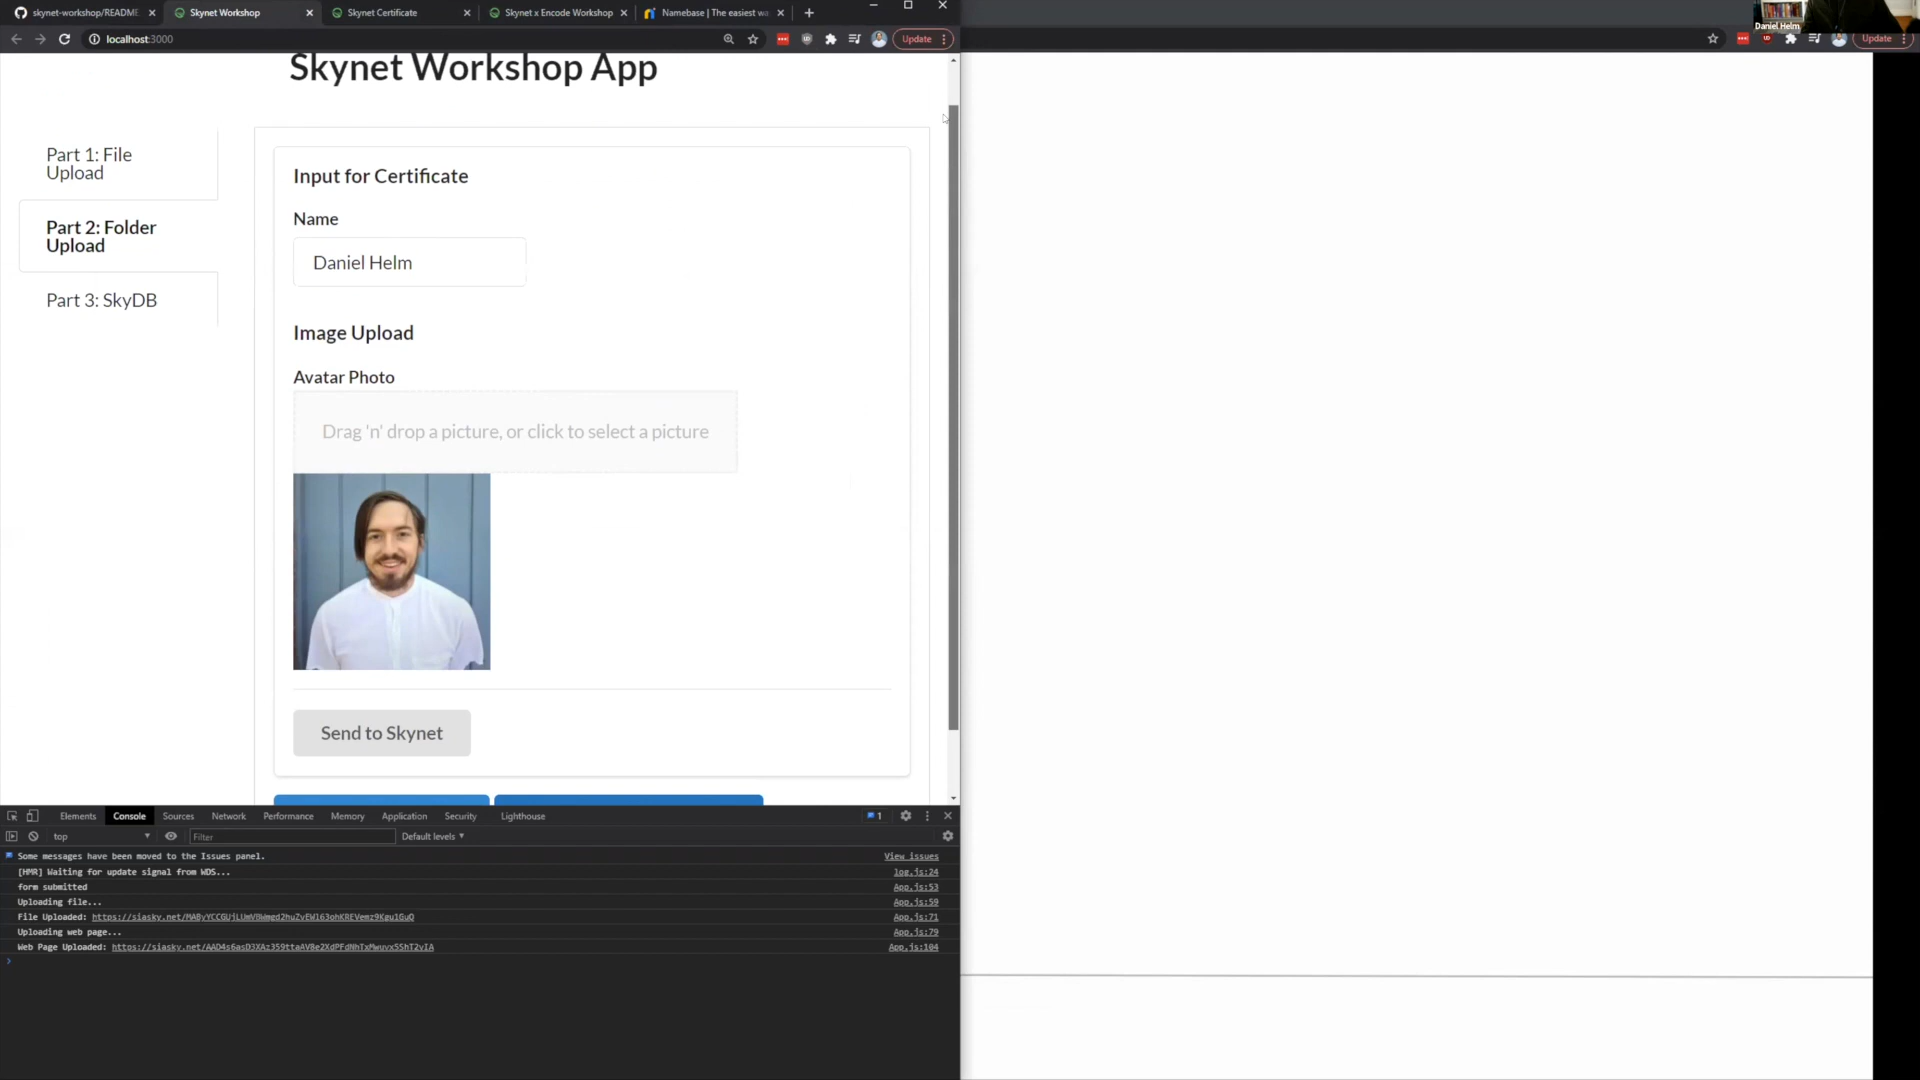 skynet-workshop/README
Skynet Workshop
Skynet Certificate
Skynet x Encode Workshop
Namebase | The easiest wa
localhost:3000
Update
Daniel Helm
Update
Skynet Workshop App
Part 1: File
Upload
Part 2: Folder
Upload
Part 3: SkyDB
Input for Certificate
Name
Daniel Helm
Image Upload
Avatar Photo
Drag 'n' drop a picture, or click to select a picture
Send to Skynet
Elements Console Sources Network Performance Memory Application Security Lighthouse 1
top Filter Default levels
Some messages have been moved to the Issues panel. View issues
[HMR] Waiting for update signal from WDS... log.js:24
form submitted App.js:53
Uploading file... App.js:59
File Uploaded: App.js:71
Uploading web page... App.js:79
Web Page Uploaded: App.js:104